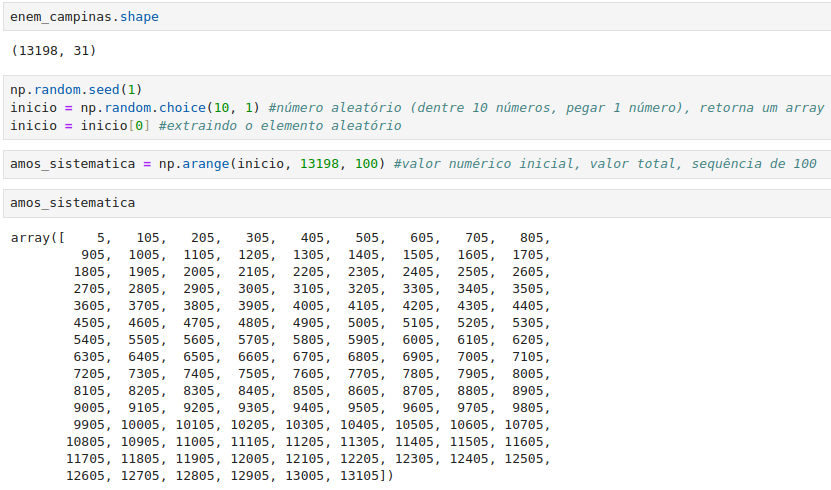 enem_campinas.shape
(13198, 31)
np.random.seed(1)
inicio = np.random.choice(10, 1) #número aleatório (dentre 10 números, pegar 1 número), retorna um array
inicio = inicio[0] #extraindo o elemento aleatório
amos_sistematica = np.arange(inicio, 13198, 100) #valor numérico inicial, valor total, sequência de 100
amos_sistematica
array([    5,   105,   205,   305,   405,   505,   605,   705,   805,
         905,  1005,  1105,  1205,  1305,  1405,  1505,  1605,  1705,
        1805,  1905,  2005,  2105,  2205,  2305,  2405,  2505,  2605,
        2705,  2805,  2905,  3005,  3105,  3205,  3305,  3405,  3505,
        3605,  3705,  3805,  3905,  4005,  4105,  4205,  4305,  4405,
        4505,  4605,  4705,  4805,  4905,  5005,  5105,  5205,  5305,
        5405,  5505,  5605,  5705,  5805,  5905,  6005,  6105,  6205,
        6305,  6405,  6505,  6605,  6705,  6805,  6905,  7005,  7105,
        7205,  7305,  7405,  7505,  7605,  7705,  7805,  7905,  8005,
        8105,  8205,  8305,  8405,  8505,  8605,  8705,  8805,  8905,
        9005,  9105,  9205,  9305,  9405,  9505,  9605,  9705,  9805,
        9905, 10005, 10105, 10205, 10305, 10405, 10505, 10605, 10705,
       10805, 10905, 11005, 11105, 11205, 11305, 11405, 11505, 11605,
       11705, 11805, 11905, 12005, 12105, 12205, 12305, 12405, 12505,
       12605, 12705, 12805, 12905, 13005, 13105])